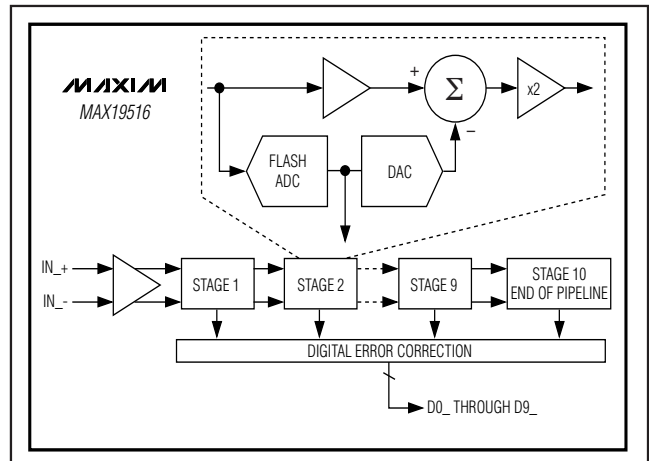 MAXIM
MAX19516
+
Σ
x2
−
FLASH
ADC
DAC
IN_+
IN_-
STAGE 1
STAGE 2
STAGE 9
STAGE 10
END OF PIPELINE
DIGITAL ERROR CORRECTION
D0_ THROUGH D9_